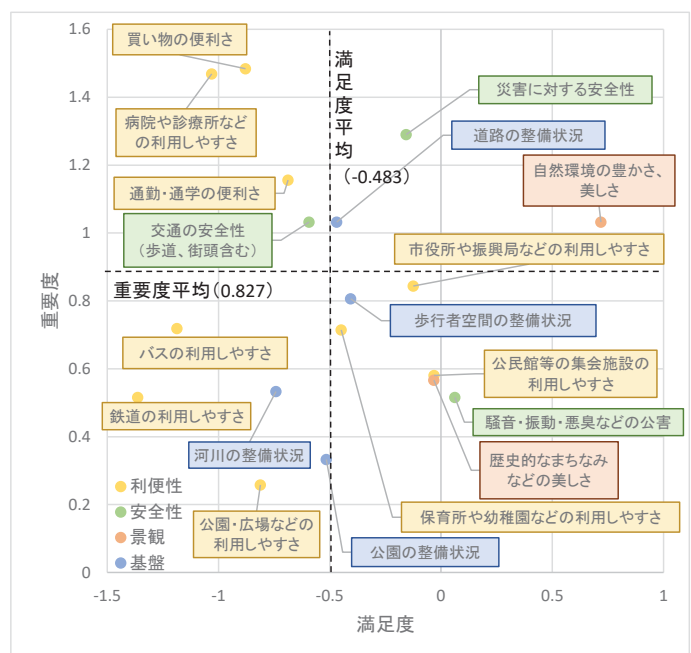 1.6
1.4
1.2
1
0.8
0.6
0.4
0.2
0
-1.5
-1
-0.5
0
0.5
1
重要度
満足度
買い物の便利さ
病院や診療所など
の利用しやすさ
通勤・通学の便利さ
交通の安全性
（歩道、街頭含む）
満足度平均
（-0.483）
災害に対する安全性
道路の整備状況
自然環境の豊かさ、
美しさ
市役所や振興局などの利用しやすさ
重要度平均（0.827）
歩行者空間の整備状況
バスの利用しやすさ
公民館等の集会施設の
利用しやすさ
鉄道の利用しやすさ
騒音・振動・悪臭などの公害
河川の整備状況
歴史的なまちなみ
などの美しさ
公園・広場などの
利用しやすさ
保育所や幼稚園などの利用しやすさ
公園の整備状況
利便性
安全性
景観
基盤